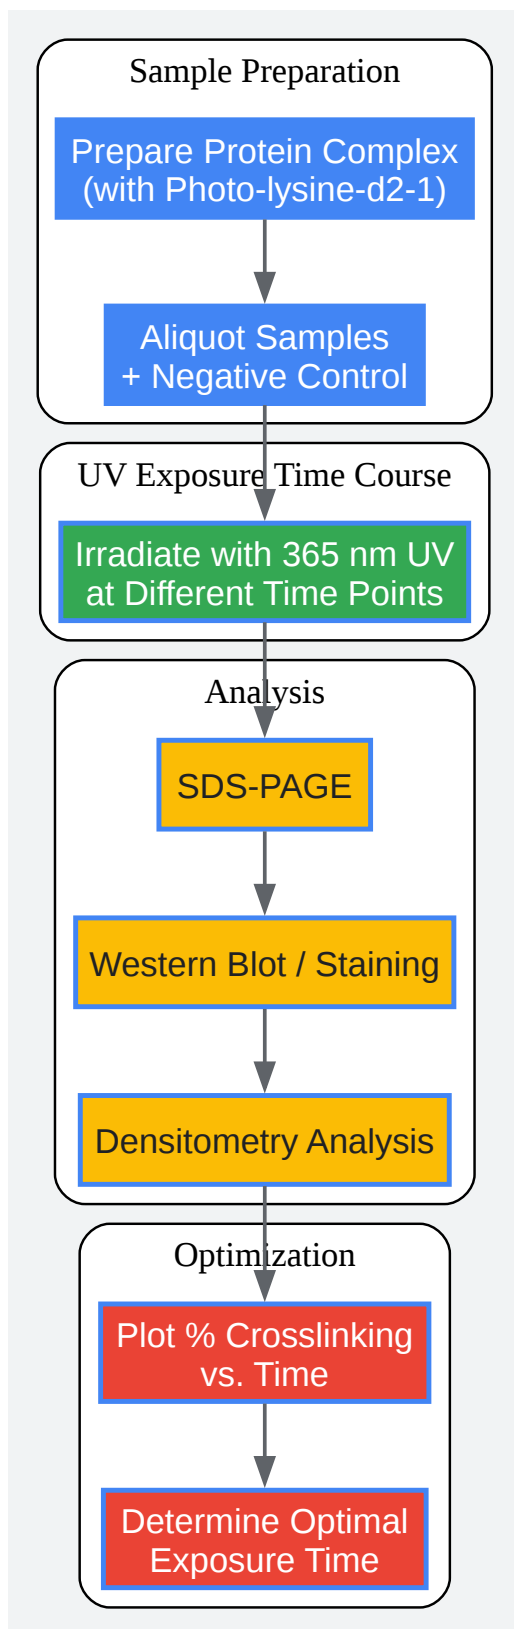 Sample Preparation
Prepare Protein Complex
(with Photo-lysine-d2-1)
Aliquot Samples
+ Negative Control
UV Exposure Time Course
Irradiate with 365 nm UV
at Different Time Points
Analysis
SDS-PAGE
Western Blot / Staining
Densitometry Analysis
Optimization
Plot % Crosslinking
vs. Time
Determine Optimal
Exposure Time